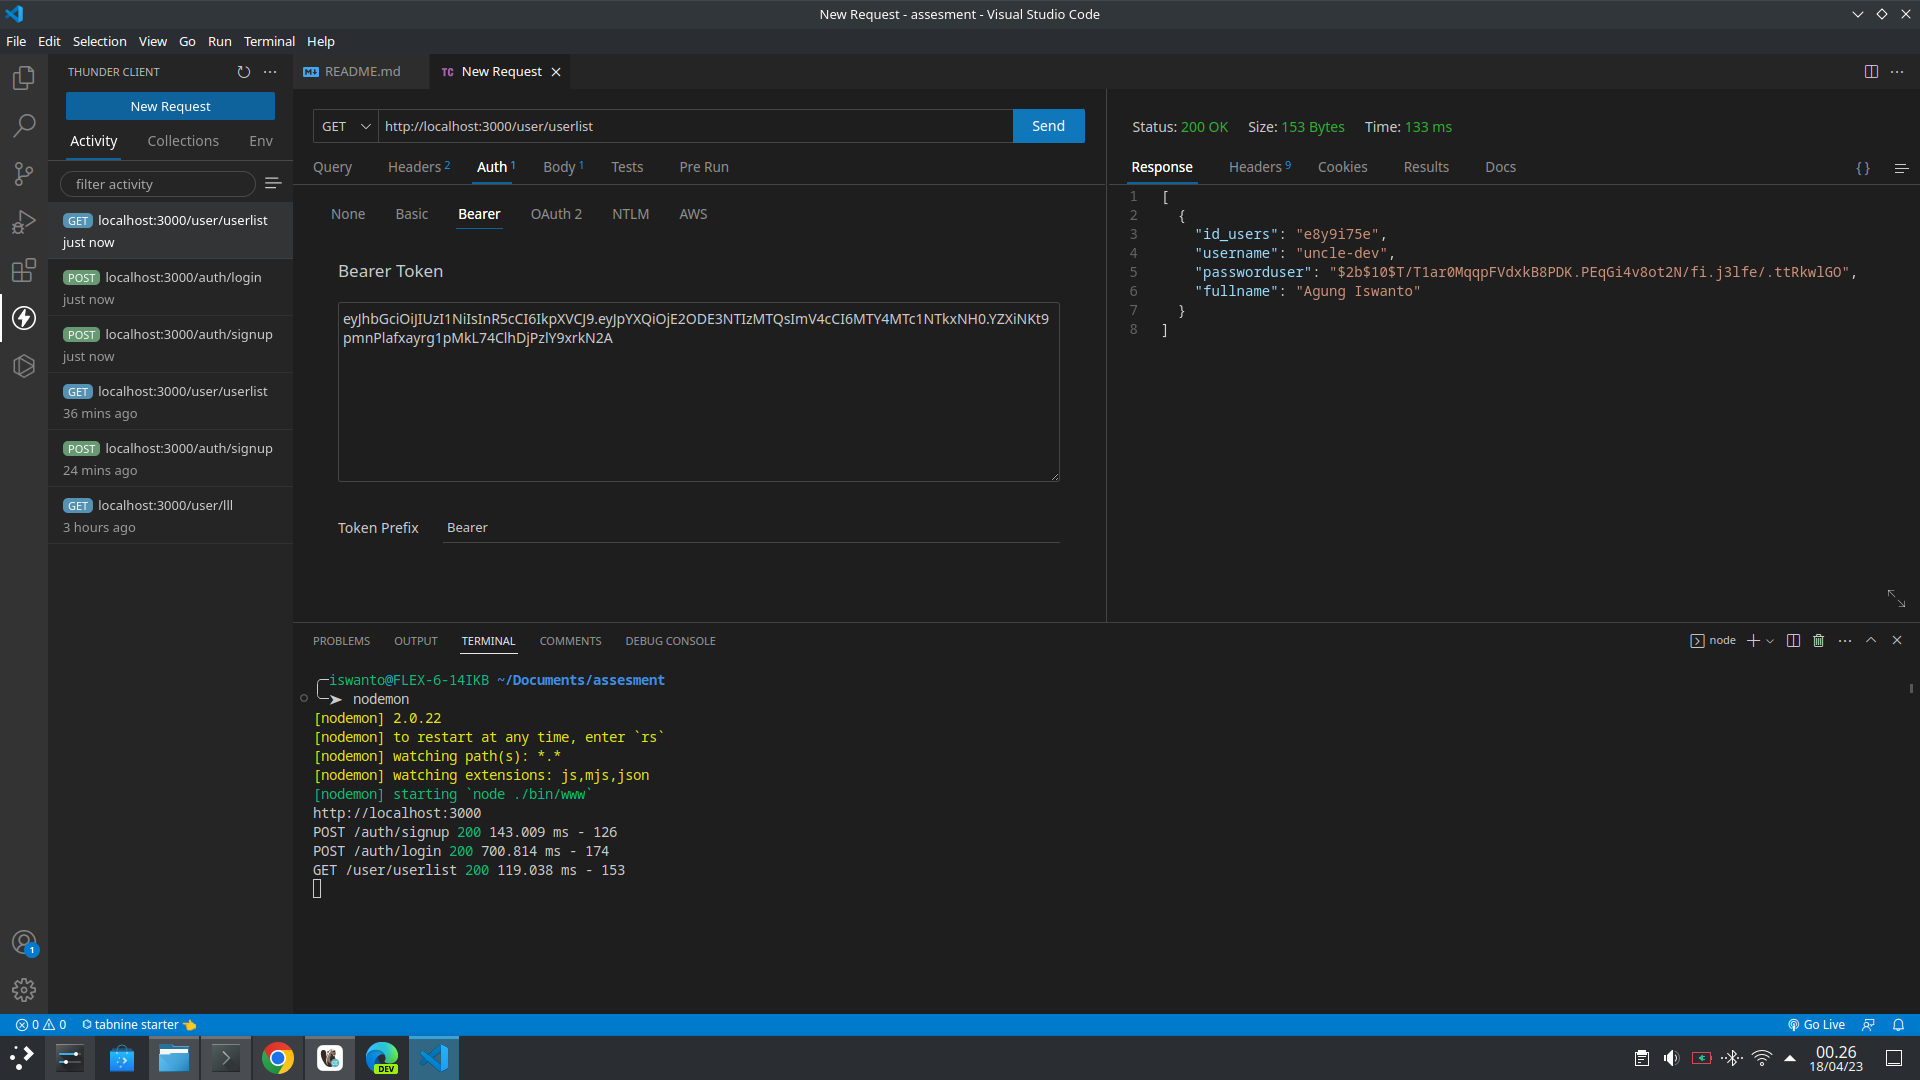 New Request - assesment - Visual Studio Code
File Edit Selection View Go Run Terminal Help
THUNDER CLIENT
New Request
Activity Collections Env
filter activity
GET localhost:3000/user/userlist
just now
POST localhost:3000/auth/login
just now
POST localhost:3000/auth/signup
just now
GET localhost:3000/user/userlist
36 mins ago
POST localhost:3000/auth/signup
24 mins ago
GET localhost:3000/user/lll
3 hours ago
README.md
TC New Request
GET http://localhost:3000/user/userlist Send
Query Headers 2 Auth 1 Body 1 Tests Pre Run
None Basic Bearer OAuth 2 NTLM AWS
Bearer Token
eyJhbGciOiJIUzI1NiIsInR5cCI6IkpXVCJ9.eyJpYXQiOjE2ODE3NTIzMTQsImV4cCI6MTY4MTc1NTkxNH0.YZXiNKt9
pmnPlafxayrg1pMkL74ClhDjPzlY9xrkN2A
Token Prefix Bearer
Status: 200 OK Size: 153 Bytes Time: 133 ms
Response Headers 9 Cookies Results Docs { }
1 [
2 {
3 "id_users": "e8y9i75e",
4 "username": "uncle-dev",
5 "passworduser": "$2b$10$T/T1ar0MqqpFVdxkB8PDK.PEqGi4v8ot2N/fi.j3lfe/.ttRkwlGO",
6 "fullname": "Agung Iswanto"
7 }
8 ]
PROBLEMS OUTPUT TERMINAL COMMENTS DEBUG CONSOLE
node
iswanto@FLEX-6-14IKB ~/Documents/assesment
nodemon
[nodemon] 2.0.22
[nodemon] to restart at any time, enter `rs`
[nodemon] watching path(s): *.*
[nodemon] watching extensions: js,mjs,json
[nodemon] starting `node ./bin/www`
http://localhost:3000
POST /auth/signup 200 143.009 ms - 126
POST /auth/login 200 700.814 ms - 174
GET /user/userlist 200 119.038 ms - 153
1
0 0 tabnine starter
Go Live
DEV
00.26
18/04/23